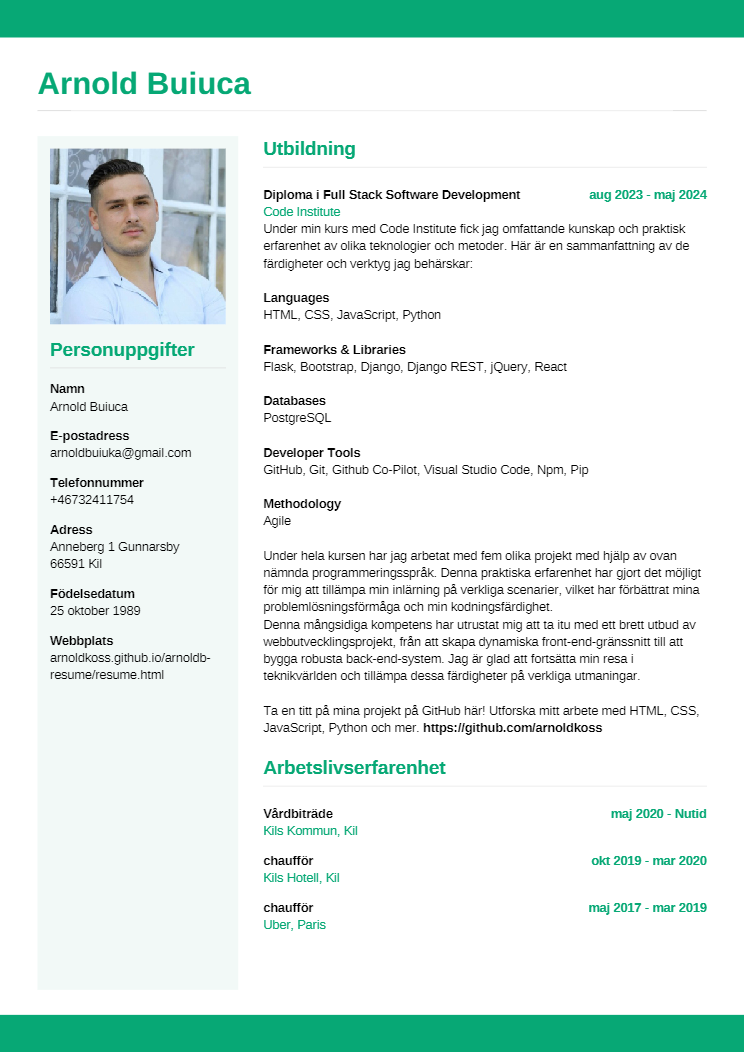 Arnold Buiuca
Personuppgifter
Namn
Arnold Buiuca
E-postadress
arnoldbuiuka@gmail.com
Telefonnummer
+46732411754
Adress
Anneberg 1 Gunnarsby
66591 Kil
Födelsedatum
25 oktober 1989
Webbplats
arnoldkoss.github.io/arnoldb-
resume/resume.html
Utbildning
Diploma i Full Stack Software Development aug 2023 - maj 2024
Code Institute
Under min kurs med Code Institute fick jag omfattande kunskap och praktisk
erfarenhet av olika teknologier och metoder. Här är en sammanfattning av de
färdigheter och verktyg jag behärskar:
Languages
HTML, CSS, JavaScript, Python
Frameworks & Libraries
Flask, Bootstrap, Django, Django REST, jQuery, React
Databases
PostgreSQL
Developer Tools
GitHub, Git, Github Co-Pilot, Visual Studio Code, Npm, Pip
Methodology
Agile
Under hela kursen har jag arbetat med fem olika projekt med hjälp av ovan
nämnda programmeringsspråk. Denna praktiska erfarenhet har gjort det möjligt
för mig att tillämpa min inlärning på verkliga scenarier, vilket har förbättrat mina
problemlösningsförmåga och min kodningsfärdighet.
Denna mångsidiga kompetens har utrustat mig att ta itu med ett brett utbud av
webbutvecklingsprojekt, från att skapa dynamiska front-end-gränssnitt till att
bygga robusta back-end-system. Jag är glad att fortsätta min resa i
teknikvärlden och tillämpa dessa färdigheter på verkliga utmaningar.
Ta en titt på mina projekt på GitHub här! Utforska mitt arbete med HTML, CSS,
JavaScript, Python och mer. https://github.com/arnoldkoss
Arbetslivserfarenhet
Vårdbiträde maj 2020 - Nutid
Kils Kommun, Kil
chaufför okt 2019 - mar 2020
Kils Hotell, Kil
chaufför maj 2017 - mar 2019
Uber, Paris